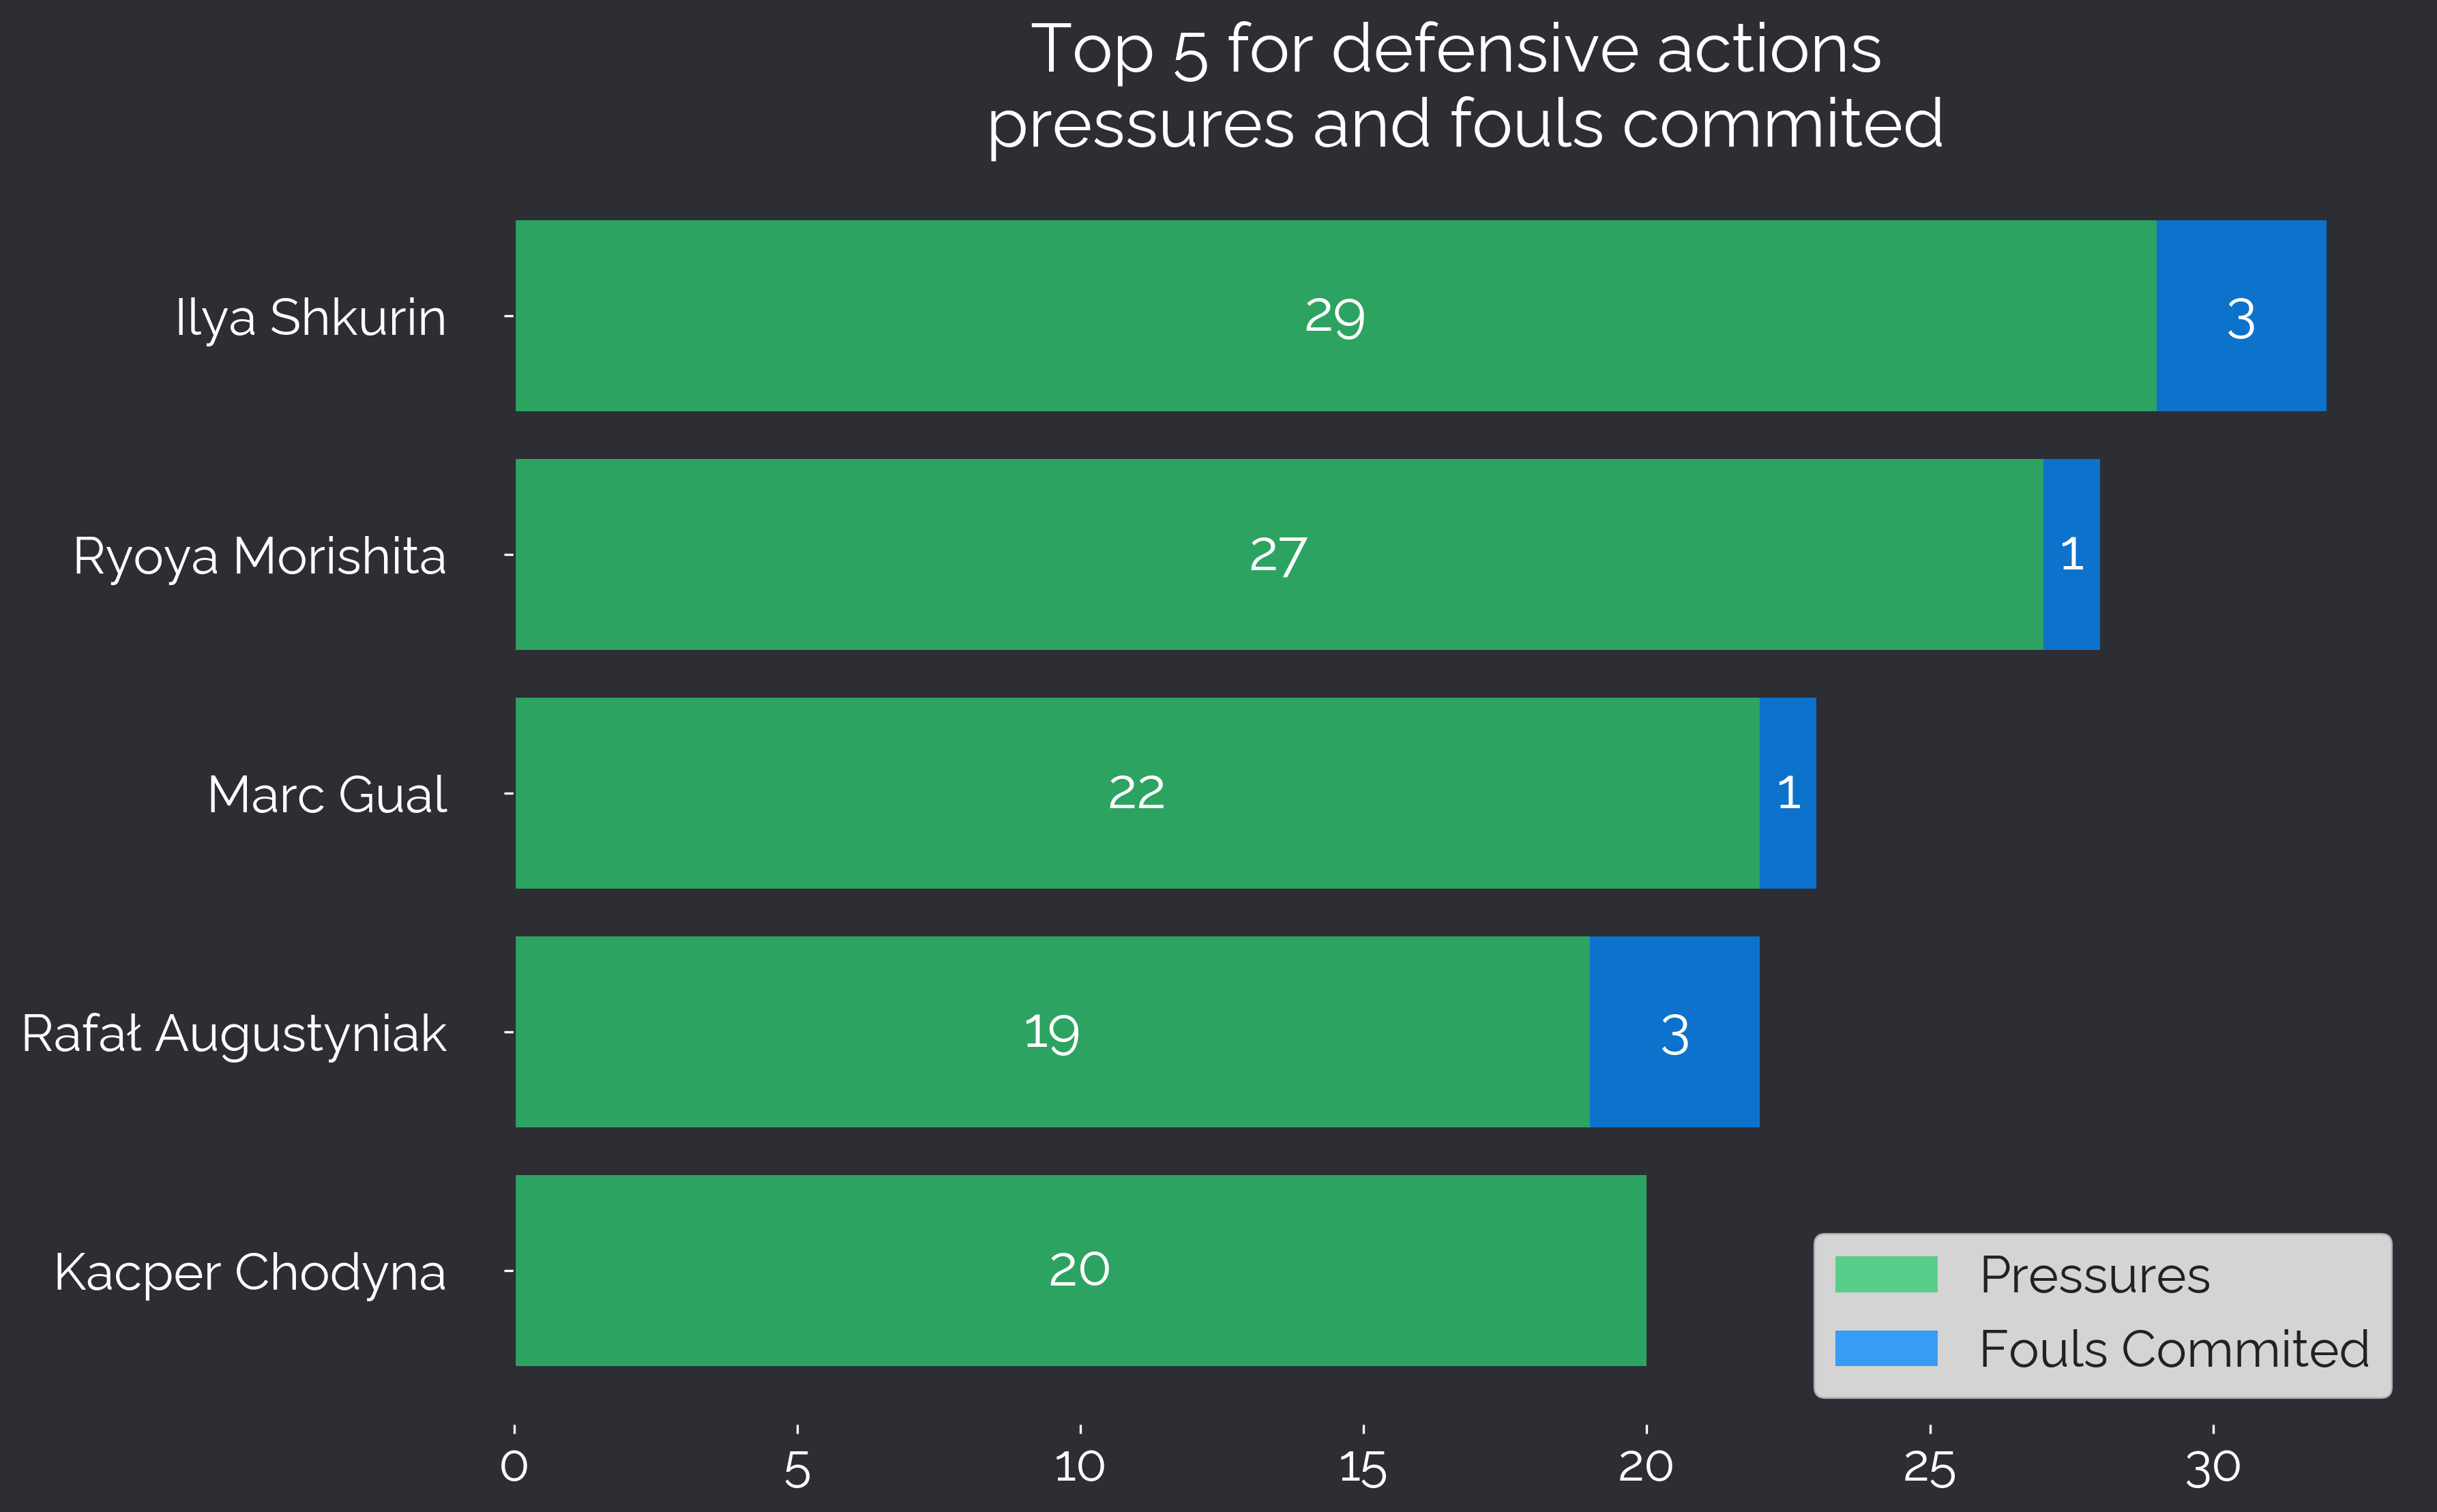 Top 5 for defensive actions
pressures and fouls commited
Ilya Shkurin 29 3
Ryoya Morishita 27 1
Marc Gual 22 1
Rafał Augustyniak 19 3
Kacper Chodyna 20
Pressures
Fouls Commited
0 5 10 15 20 25 30